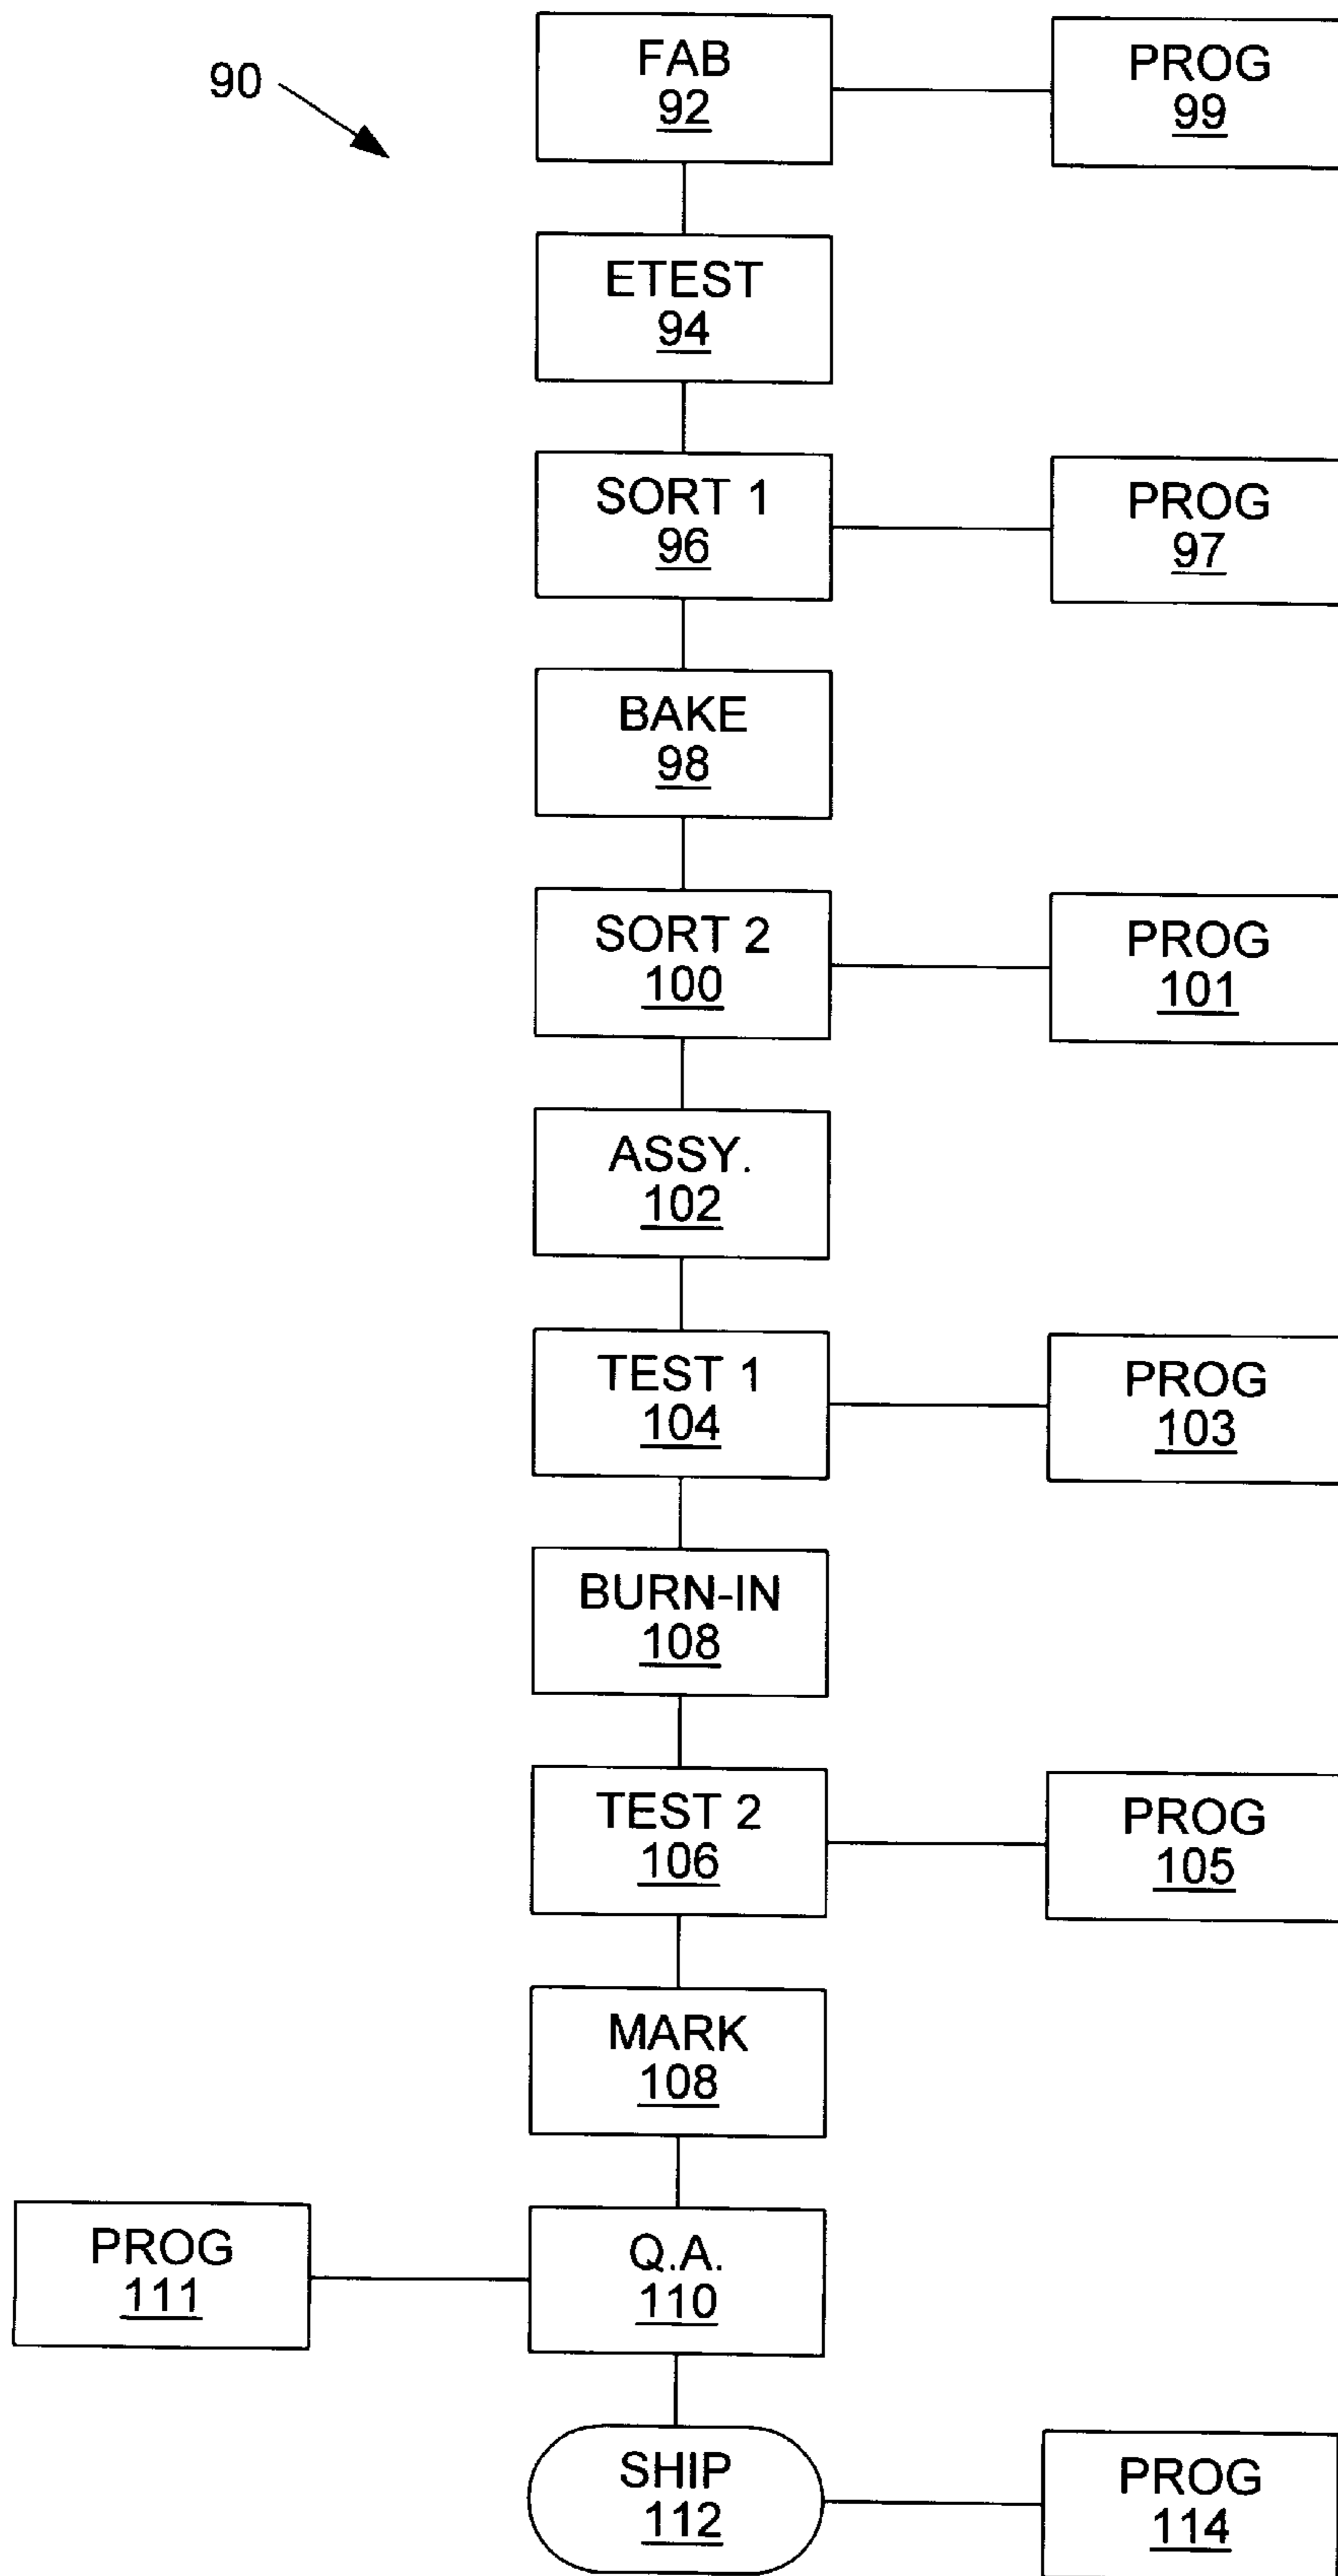 90
FAB
92
PROG
99
ETEST
94
SORT 1
96
PROG
97
BAKE
98
SORT 2
100
PROG
101
ASSY.
102
TEST 1
104
PROG
103
BURN-IN
108
TEST 2
106
PROG
105
MARK
108
PROG
111
Q.A.
110
SHIP
112
PROG
114